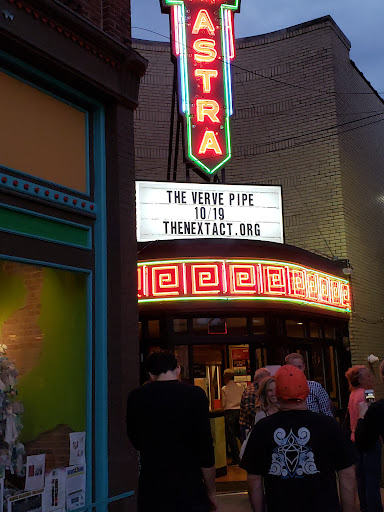 ASTRA
THE VERVE PIPE
10/19
THENEXTACT.ORG